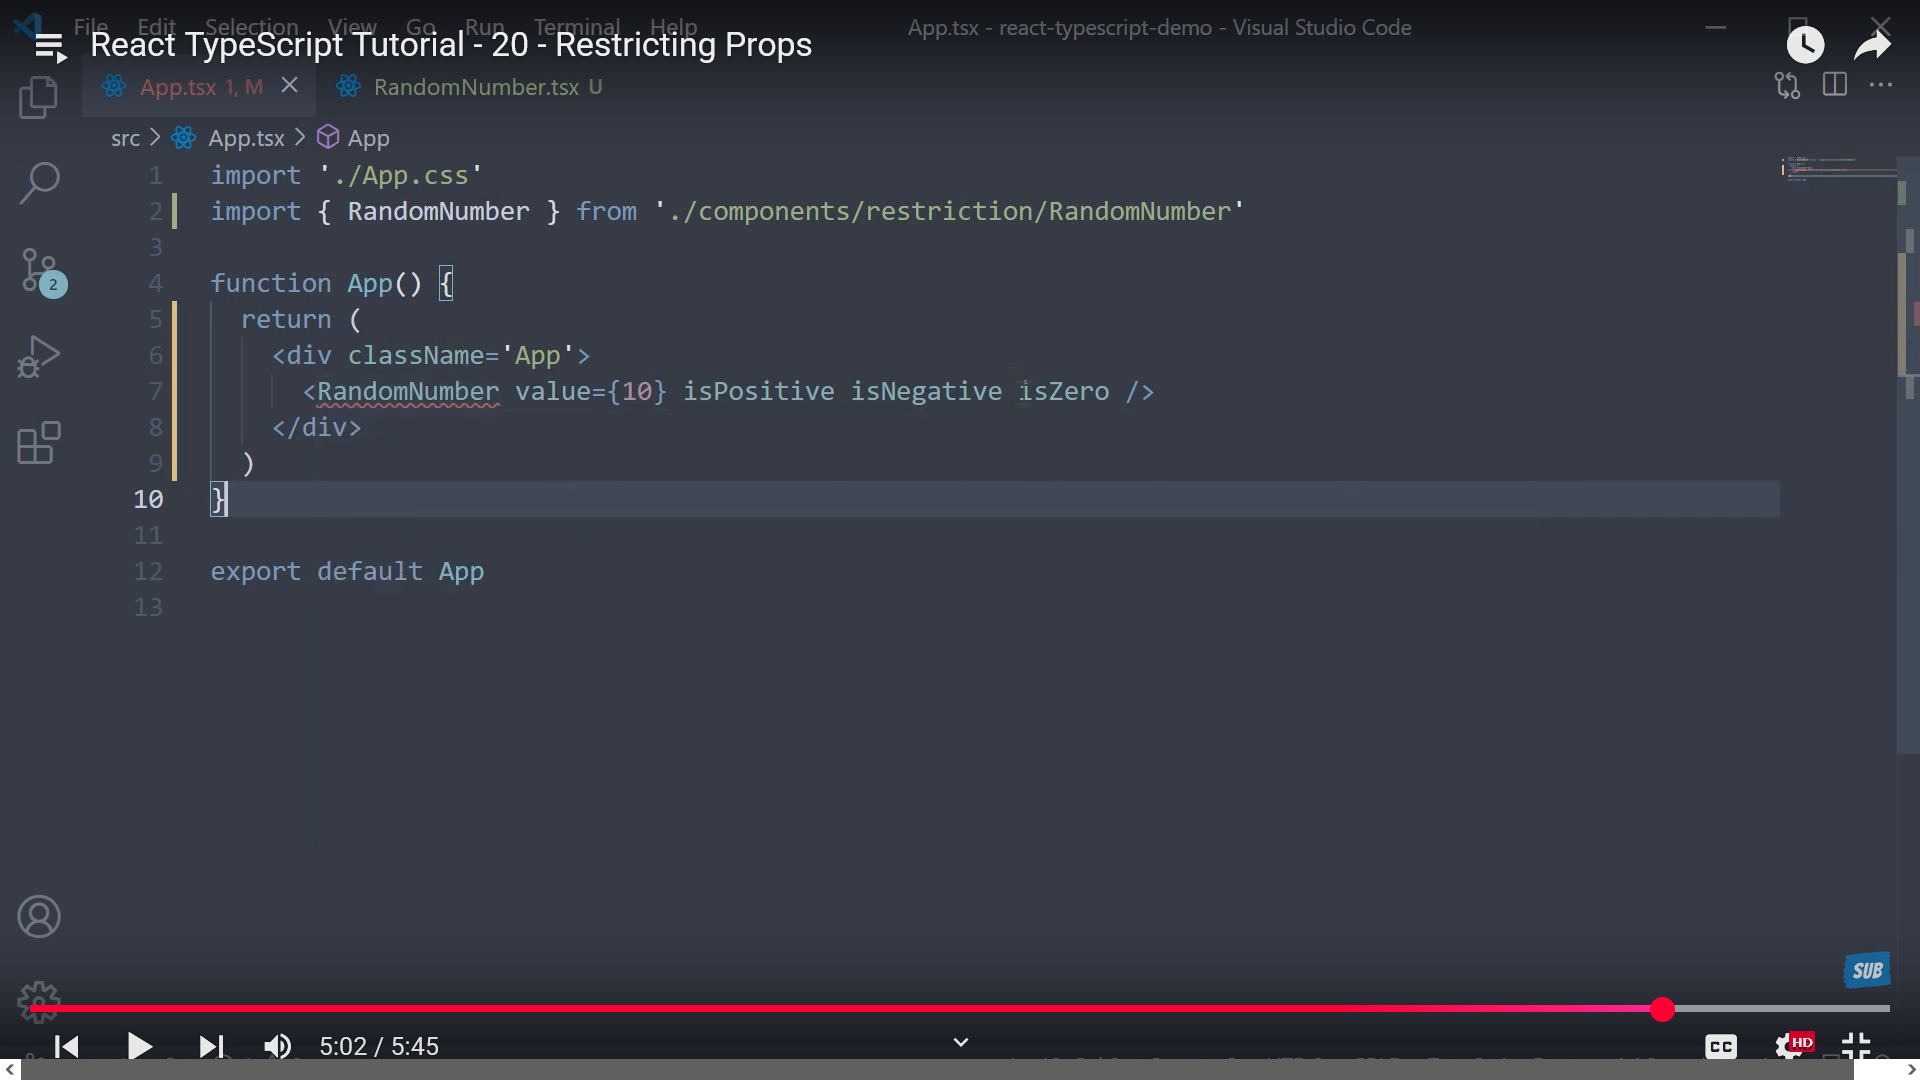 File Edit Selection View Go Run Terminal Help
App.tsx - react-typescript-demo - Visual Studio Code
React TypeScript Tutorial - 20 - Restricting Props
App.tsx 1, M
RandomNumber.tsx U
src > App.tsx > App
1 import './App.css'
2 import { RandomNumber } from './components/restriction/RandomNumber'
3
4 function App() {
5 return (
6 <div className='App'>
7 <RandomNumber value={10} isPositive isNegative isZero />
8 </div>
9 )
10 }
11
12 export default App
13
2
SUB
5:02 / 5:45
CC
HD